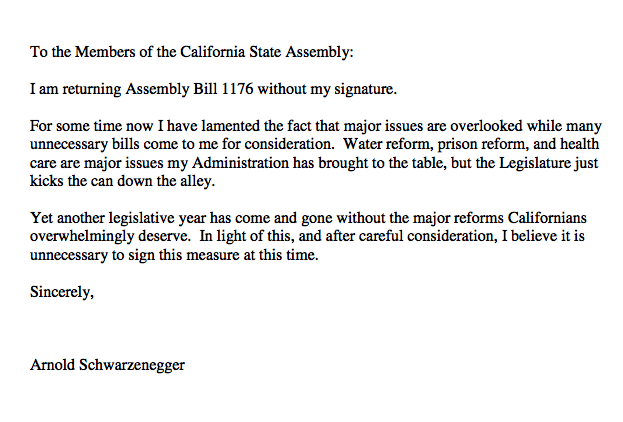 To the Members of the California State Assembly:
I am returning Assembly Bill 1176 without my signature.
For some time now I have lamented the fact that major issues are overlooked while many
unnecessary bills come to me for consideration.  Water reform, prison reform, and health
care are major issues my Administration has brought to the table, but the Legislature just
kicks the can down the alley.
Yet another legislative year has come and gone without the major reforms Californians
overwhelmingly deserve.  In light of this, and after careful consideration, I believe it is
unnecessary to sign this measure at this time.
Sincerely,
Arnold Schwarzenegger